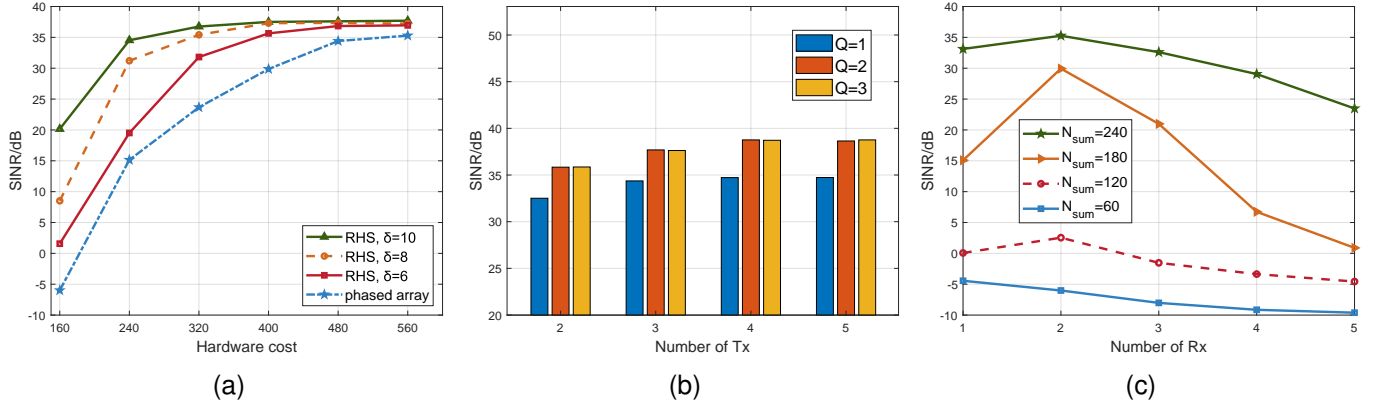 40
35
30
25
20
15
10
5
0
-5
-10
SINR/dB
160 240 320 400 480 560
Hardware cost
RHS, δ=10
RHS, δ=8
RHS, δ=6
phased array
(a)
50
45
40
35
30
25
20
SINR/dB
2 3 4 5
Number of Tx
Q=1
Q=2
Q=3
(b)
40
35
30
25
20
15
10
5
0
-5
-10
SINR/dB
1 2 3 4 5
Number of Rx
N_sum=240
N_sum=180
N_sum=120
N_sum=60
(c)